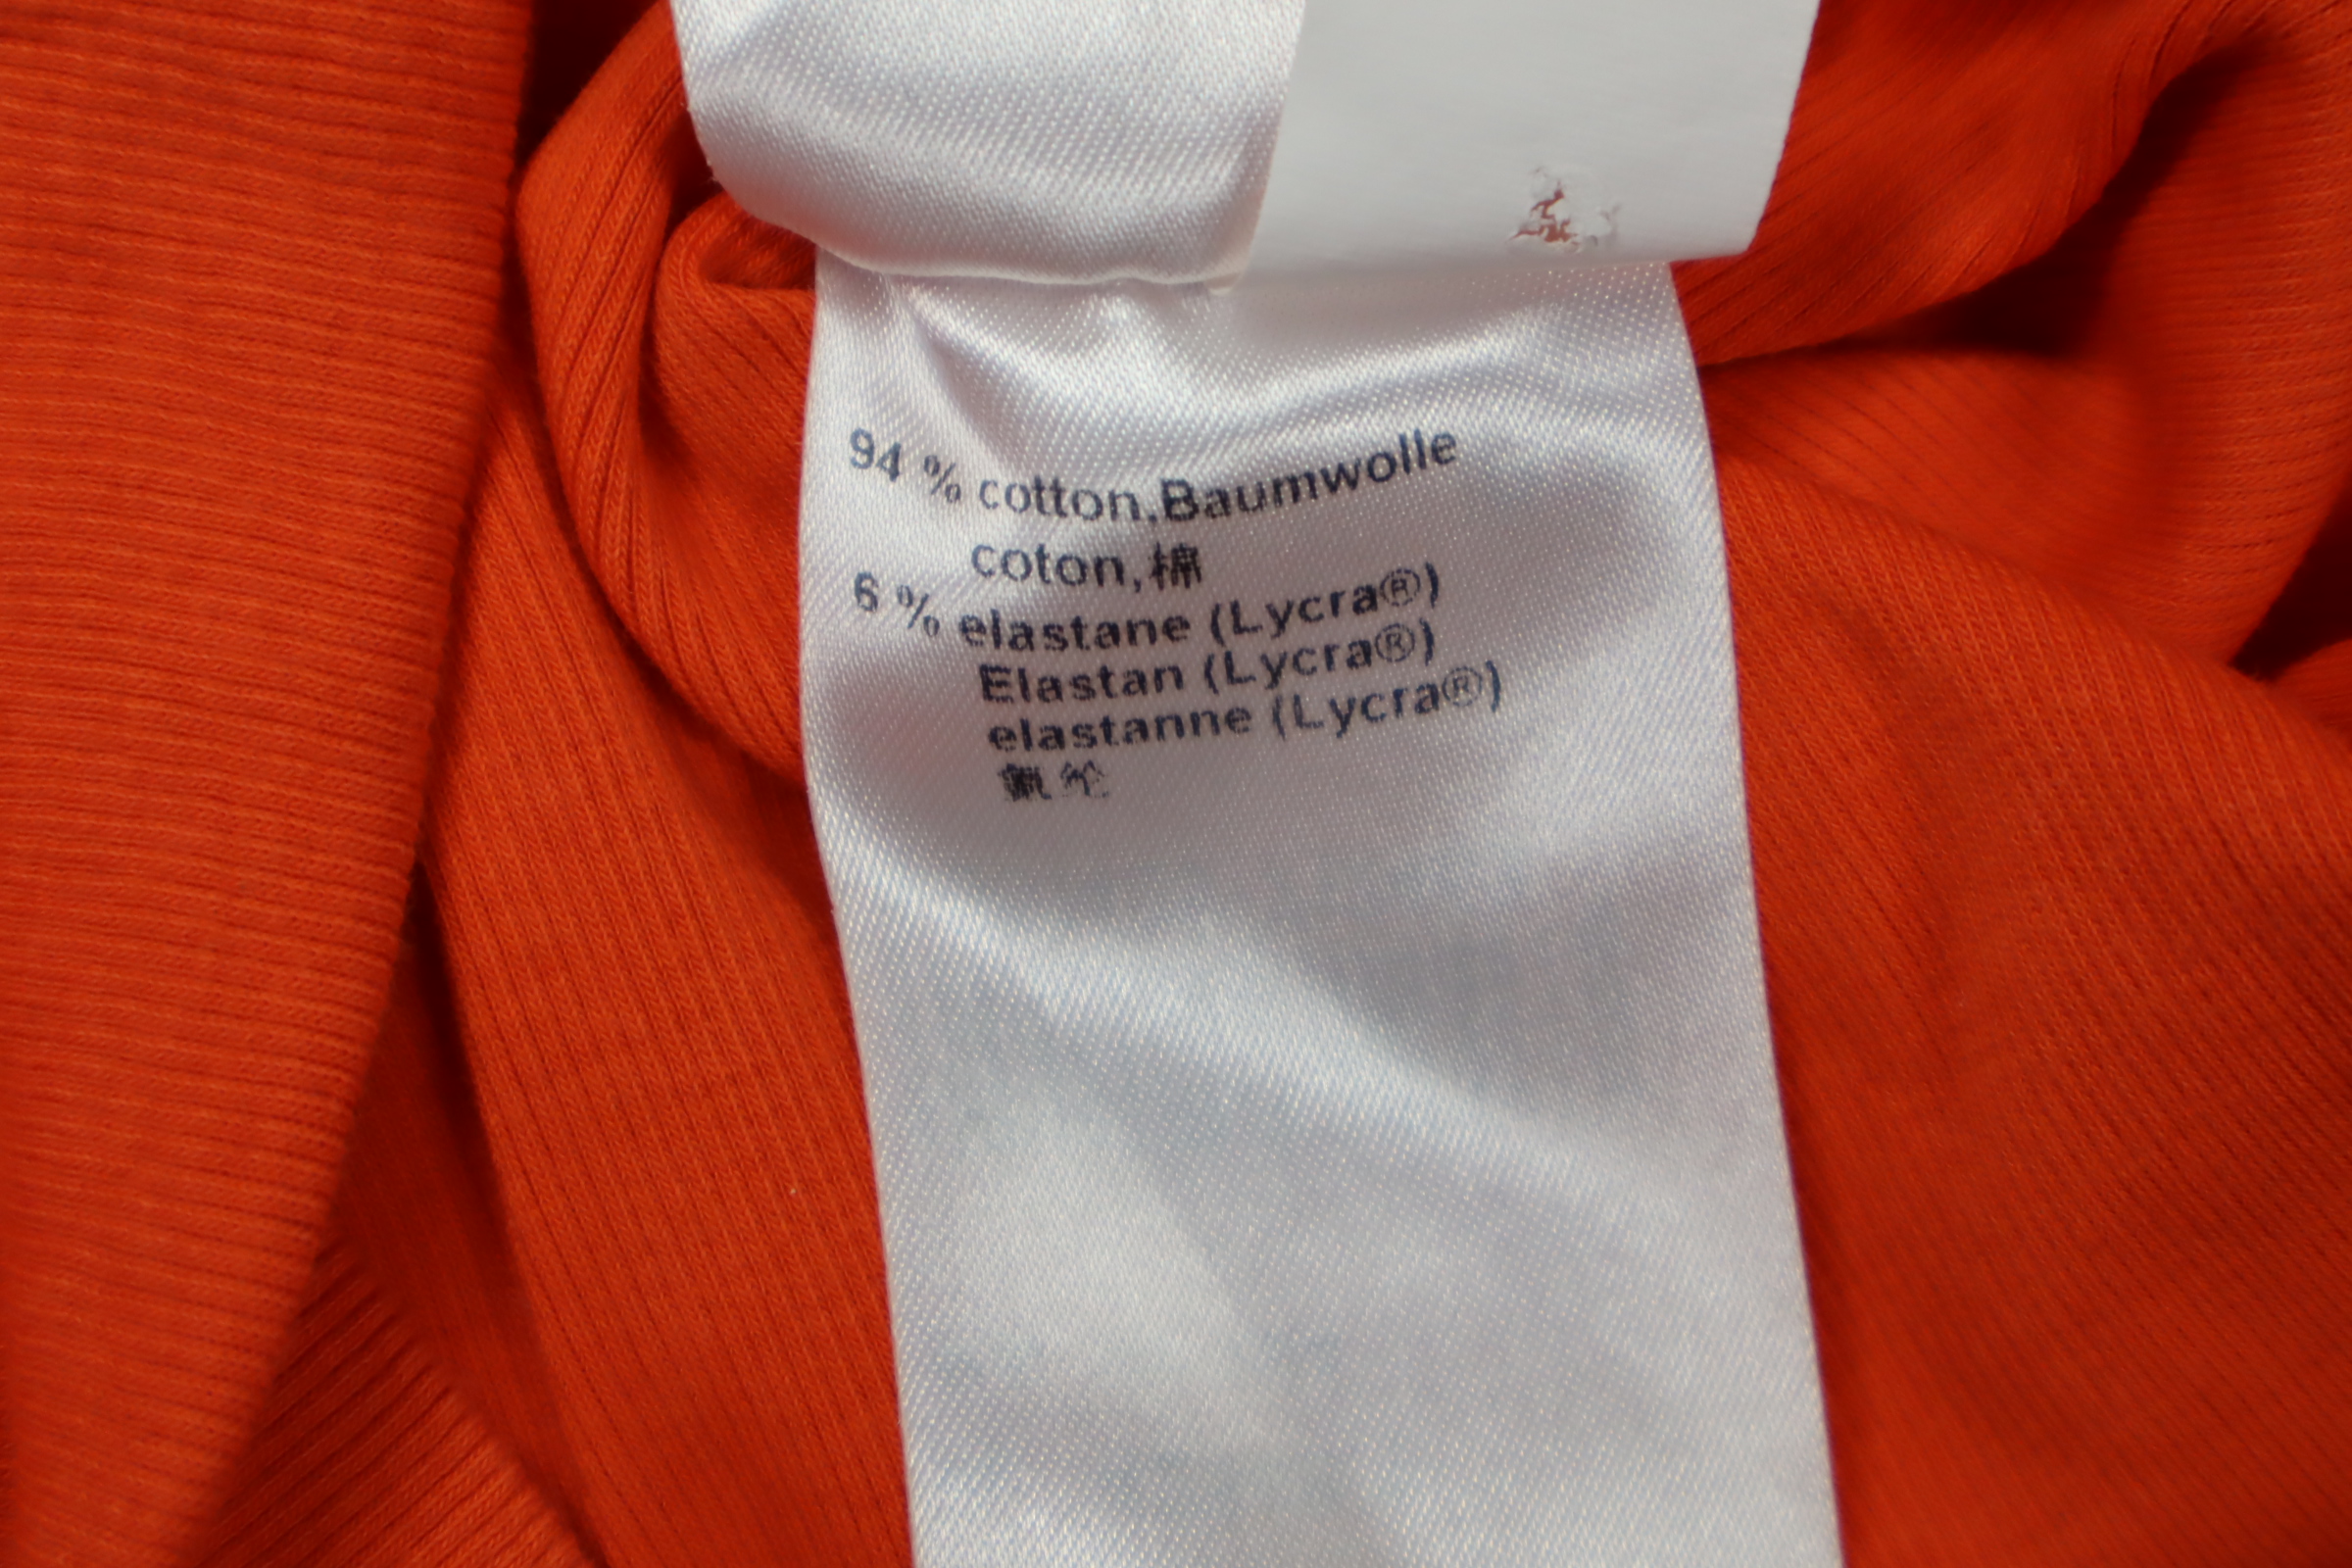 94 % cotton,Baumwolle
coton,棉
6 % elastane (Lycra®)
Elastan (Lycra®)
elastanne (Lycra®)
氨纶